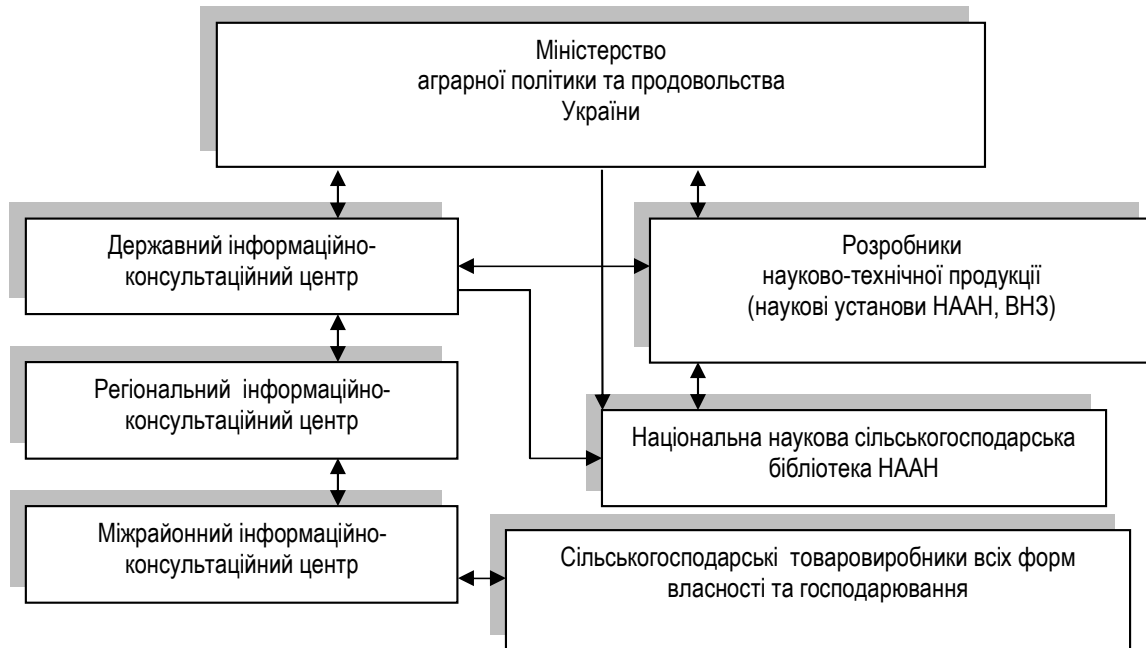 Міністерство
аграрної політики та продовольства
України
Державний інформаційно-
консультаційний центр
Розробники
науково-технічної продукції
(наукові установи НААН, ВНЗ)
Регіональний інформаційно-
консультаційний центр
Національна наукова сільськогосподарська
бібліотека НААН
Міжрайонний інформаційно-
консультаційний центр
Сільськогосподарські товаровиробники всіх форм
власності та господарювання